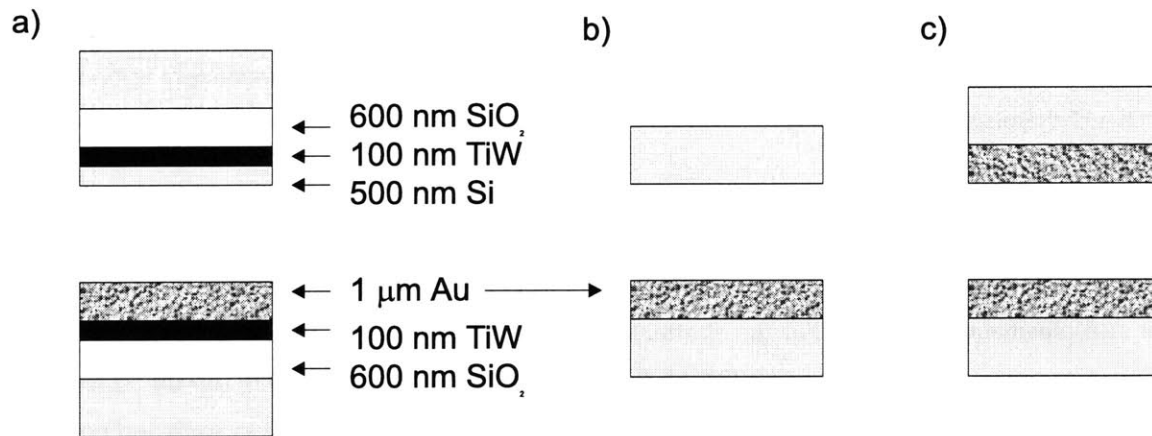 a)
b)
c)
600 nm SiO₂
100 nm TiW
500 nm Si
1 μm Au
100 nm TiW
600 nm SiO₂